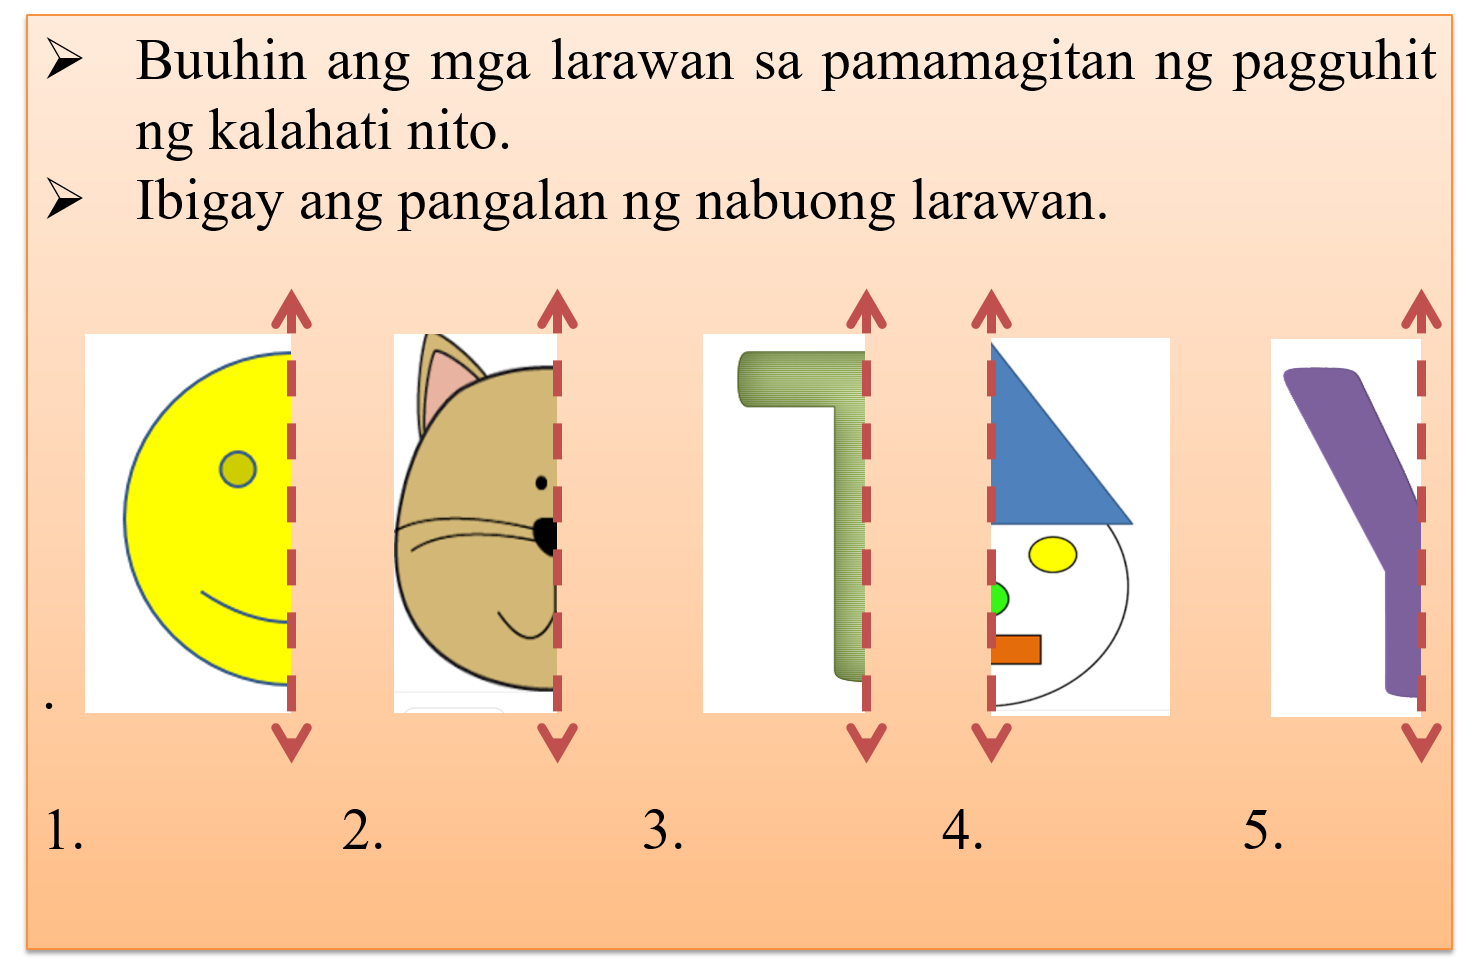 ➢ Buuhin ang mga larawan sa pamamagitan ng pagguhit
ng kalahati nito.
➢ Ibigay ang pangalan ng nabuong larawan.
.
1. 2. 3. 4. 5.